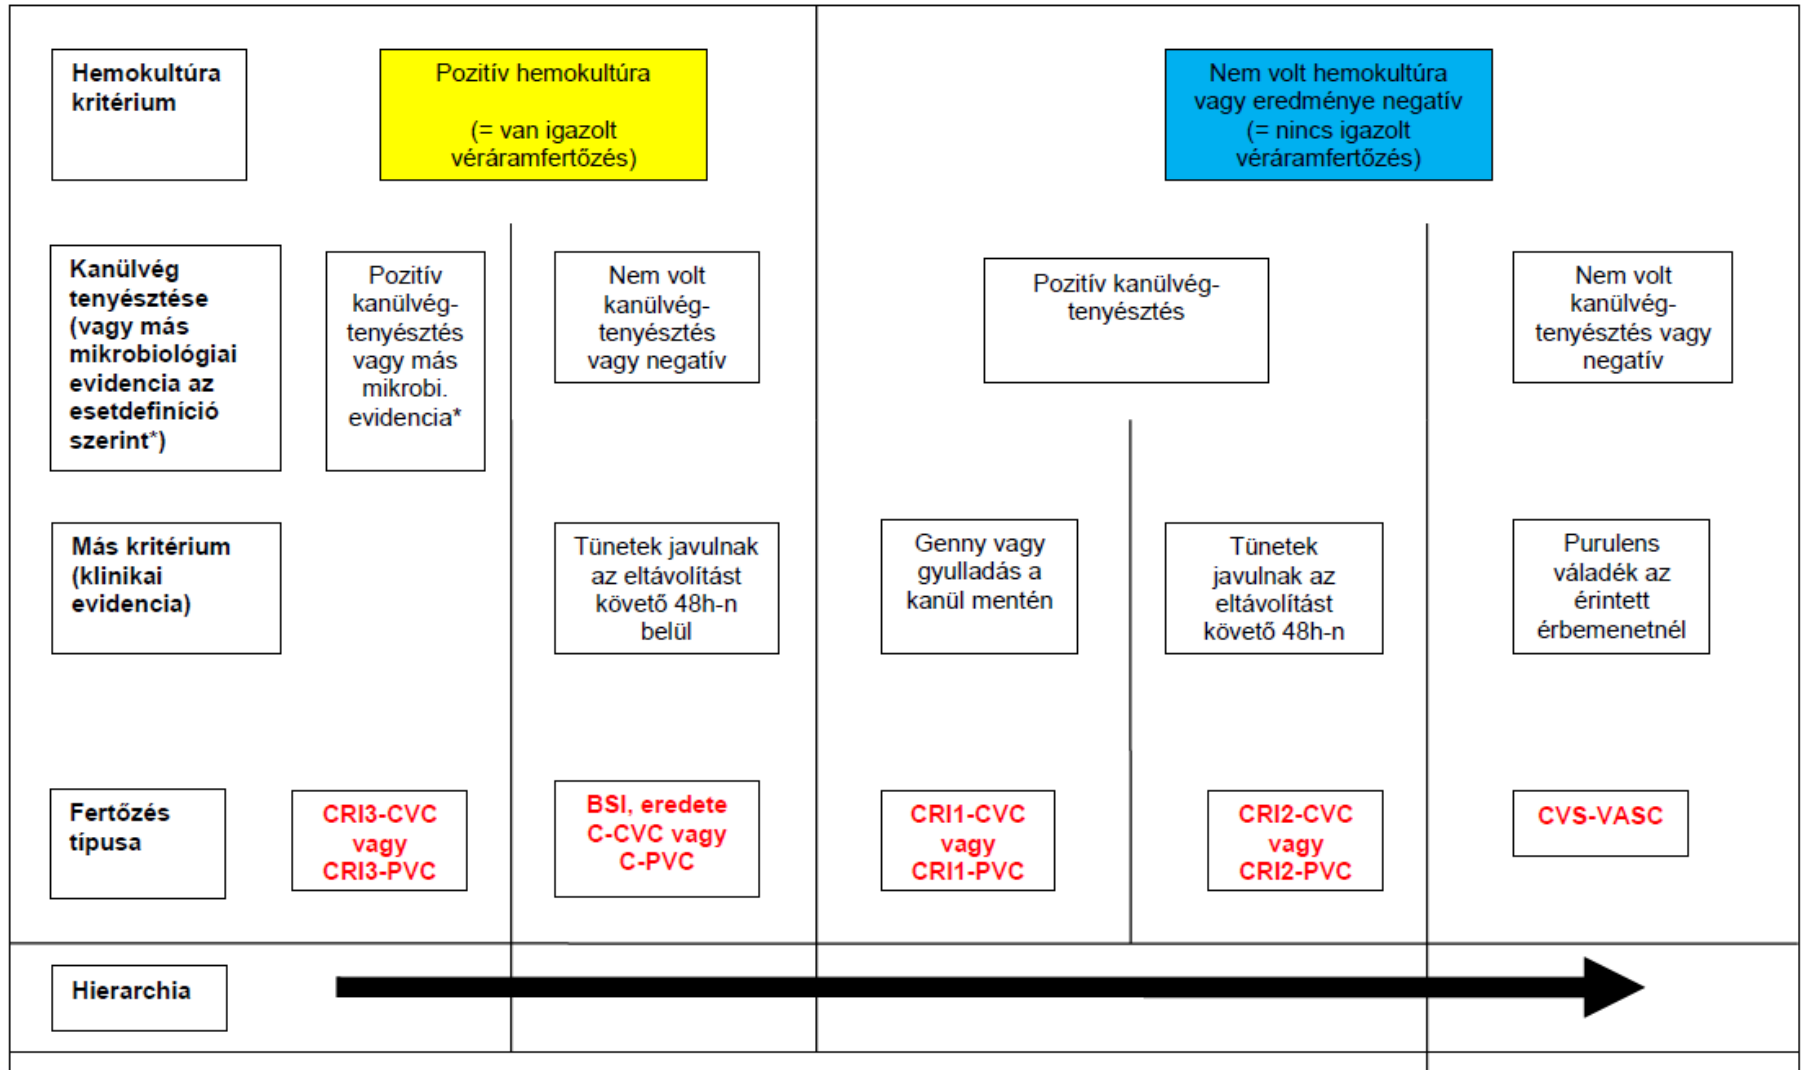 Hemokultúra
kritérium
Pozitív hemokultúra
(= van igazolt
véráramfertőzés)
Nem volt hemokultúra
vagy eredménye negatív
(= nincs igazolt
véráramfertőzés)
Kanülvég
tenyésztése
(vagy más
mikrobiológiai
evidencia az
esetdefiníció
szerint*)
Pozitív
kanülvég-
tenyésztés
vagy más
mikrobi.
evidencia*
Nem volt
kanülvég-
tenyésztés
vagy negatív
Pozitív kanülvég-
tenyésztés
Nem volt
kanülvég-
tenyésztés vagy
negatív
Más kritérium
(klinikai
evidencia)
Tünetek javulnak
az eltávolítást
követő 48h-n
belül
Genny vagy
gyulladás a
kanül mentén
Tünetek
javulnak az
eltávolítást
követő 48h-n
Purulens
váladék az
érintett
érbemenetnél
Fertőzés
típusa
CRI3-CVC
vagy
CRI3-PVC
BSI, eredete
C-CVC vagy
C-PVC
CRI1-CVC
vagy
CRI1-PVC
CRI2-CVC
vagy
CRI2-PVC
CVS-VASC
Hierarchia